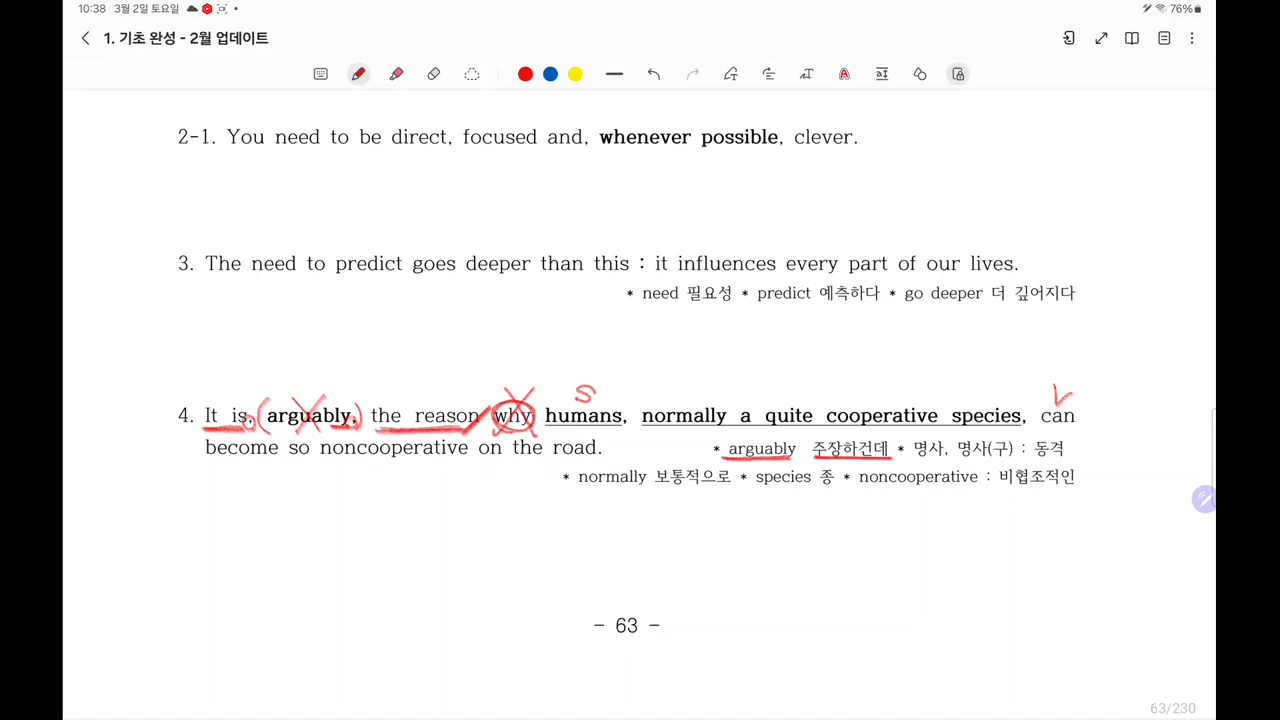 10:38 3월 2일 토요일
76%
1. 기초 완성 - 2월 업데이트
2-1. You need to be direct, focused and, whenever possible, clever.
3. The need to predict goes deeper than this : it influences every part of our lives.
* need 필요성 * predict 예측하다 * go deeper 더 깊어지다
S V
4. It is, arguably, the reason why humans, normally a quite cooperative species, can
become so noncooperative on the road.
* arguably 주장하건데 * 명사, 명사(구) : 동격
* normally 보통적으로 * species 종 * noncooperative : 비협조적인
- 63 -
63/230